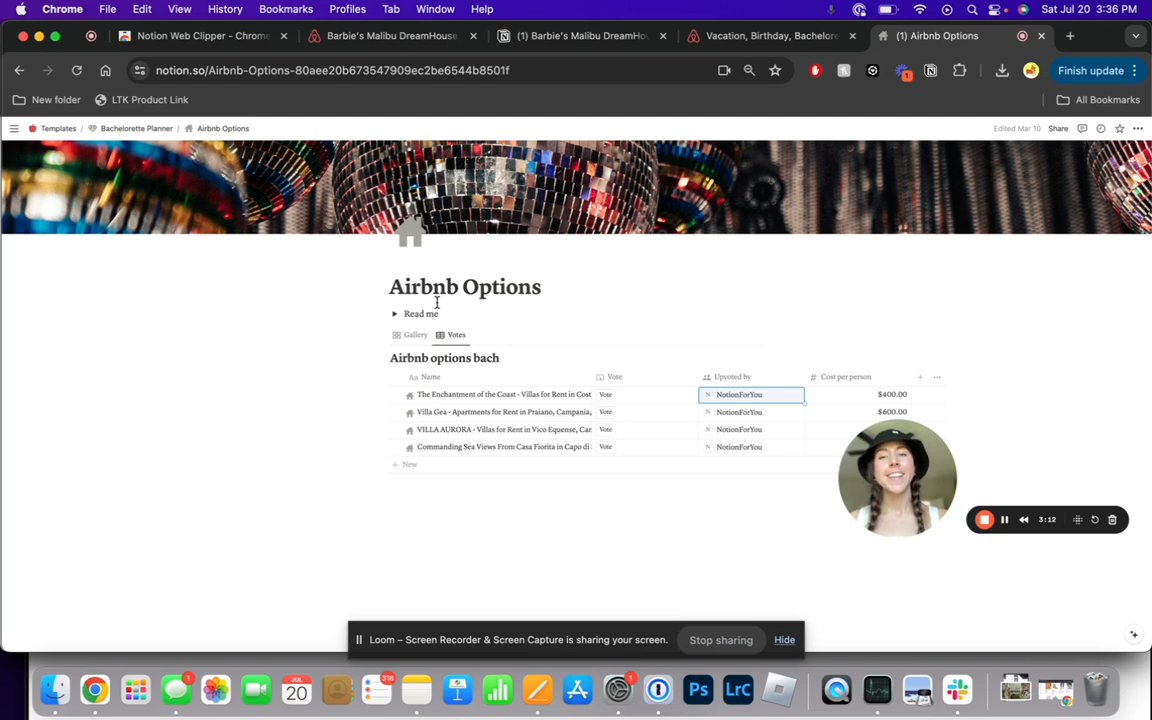 Chrome File Edit View History Bookmarks Profiles Tab Window Help Sat Jul 20 3:36 PM
Notion Web Clipper - Chrome (1) Barbie's Malibu DreamHouse (1) Barbie's Malibu DreamHou Vacation, Birthday, Bachelore (1) Airbnb Options
notion.so/Airbnb-Options-80aee20b673547909ec2be6544b8501f 1 Finish update
New folder LTK Product Link All Bookmarks
Templates / Bachelorette Planner / Airbnb Options Edited Mar 10 Share
Airbnb Options
Read me
Gallery Votes
Airbnb options bach
Aa Name Vote Upvoted by # Cost per person
The Enchantment of the Coast - Villas for Rent in Cost Vote N NotionForYou $400.00
Villa Gea - Apartments for Rent in Praiano, Campania, Vote N NotionForYou $600.00
VILLA AURORA - Villas for Rent in Vico Equense, Car Vote N NotionForYou
Commanding Sea Views From Casa Fiorita in Capo di Vote N NotionForYou
+ New
3:12
Loom – Screen Recorder & Screen Capture is sharing your screen. Stop sharing Hide
1 JUL 20 318 1 Ps LrC